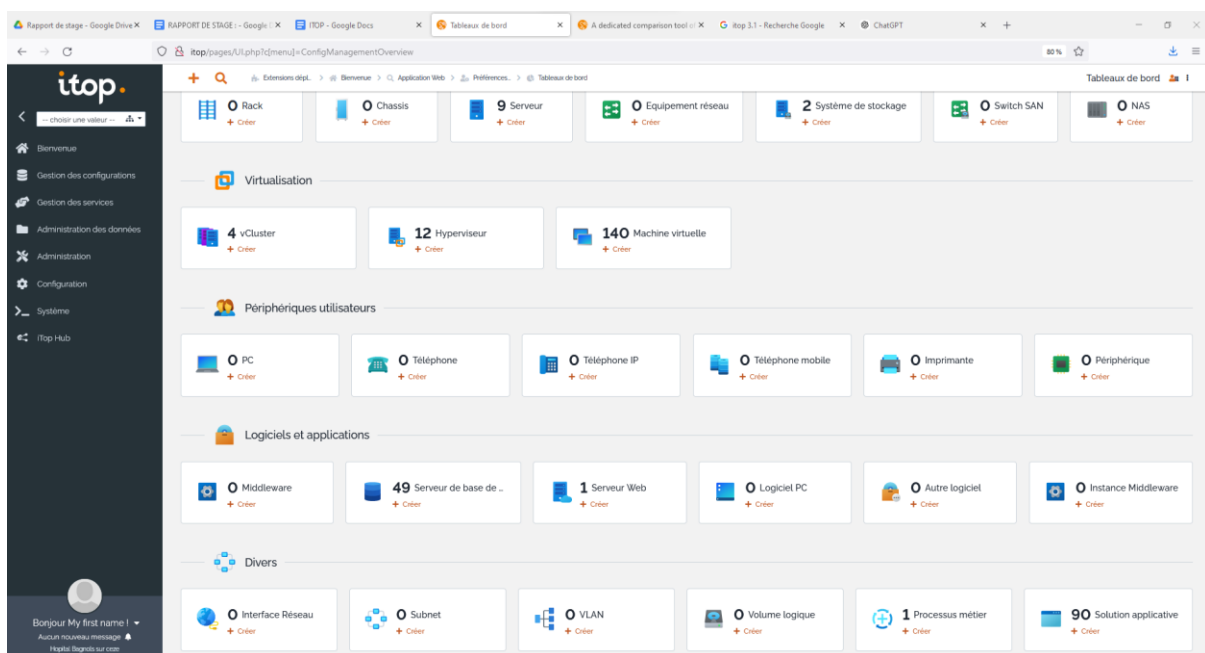 Rapport de stage - Google Drive
RAPPORT DE STAGE : - Google
ITOP - Google Docs
Tableaux de bord
A dedicated comparison tool
itop 3.1 - Recherche Google
ChatGPT
itop/pages/UI.php?c[menu]=ConfigManagementOverview
80 %
itop.
Extensions dépl.. > Bienvenue > Application Web > Préférences.. > Tableaux de bord
Tableaux de bord
-- choisir une valeur --
Bienvenue
Gestion des configurations
Gestion des services
Administration des données
Administration
Configuration
Système
iTop Hub
Bonjour My first name !
Aucun nouveau message
Hopital Bagnols sur ceze
0 Rack
+ Créer
0 Chassis
+ Créer
9 Serveur
+ Créer
0 Equipement réseau
+ Créer
2 Système de stockage
+ Créer
0 Switch SAN
+ Créer
0 NAS
+ Créer
Virtualisation
4 vCluster
+ Créer
12 Hyperviseur
+ Créer
140 Machine virtuelle
+ Créer
Périphériques utilisateurs
0 PC
+ Créer
0 Téléphone
+ Créer
0 Téléphone IP
+ Créer
0 Téléphone mobile
+ Créer
0 Imprimante
+ Créer
0 Périphérique
+ Créer
Logiciels et applications
0 Middleware
+ Créer
49 Serveur de base de ...
+ Créer
1 Serveur Web
+ Créer
0 Logiciel PC
+ Créer
0 Autre logiciel
+ Créer
0 Instance Middleware
+ Créer
Divers
0 Interface Réseau
+ Créer
0 Subnet
+ Créer
0 VLAN
+ Créer
0 Volume logique
+ Créer
1 Processus métier
+ Créer
90 Solution applicative
+ Créer